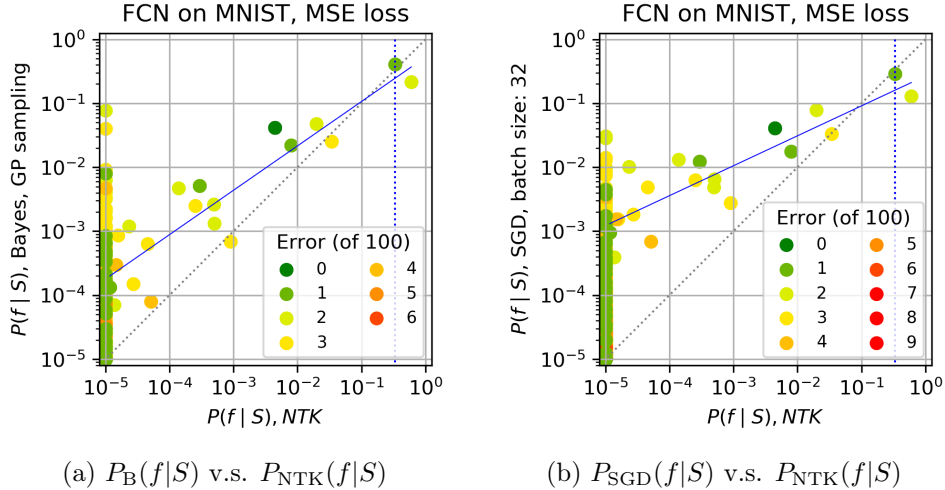 FCN on MNIST, MSE loss
P(f | S), Bayes, GP sampling
10^0
10^-1
10^-2
10^-3
10^-4
10^-5
Error (of 100)
0 4
1 5
2 6
3
10^-5 10^-4 10^-3 10^-2 10^-1 10^0
P(f | S), NTK
(a) P_B(f|S) v.s. P_NTK(f|S)
FCN on MNIST, MSE loss
P(f | S), SGD, batch size: 32
10^0
10^-1
10^-2
10^-3
10^-4
10^-5
Error (of 100)
0 5
1 6
2 7
3 8
4 9
10^-5 10^-4 10^-3 10^-2 10^-1 10^0
P(f | S), NTK
(b) P_SGD(f|S) v.s. P_NTK(f|S)